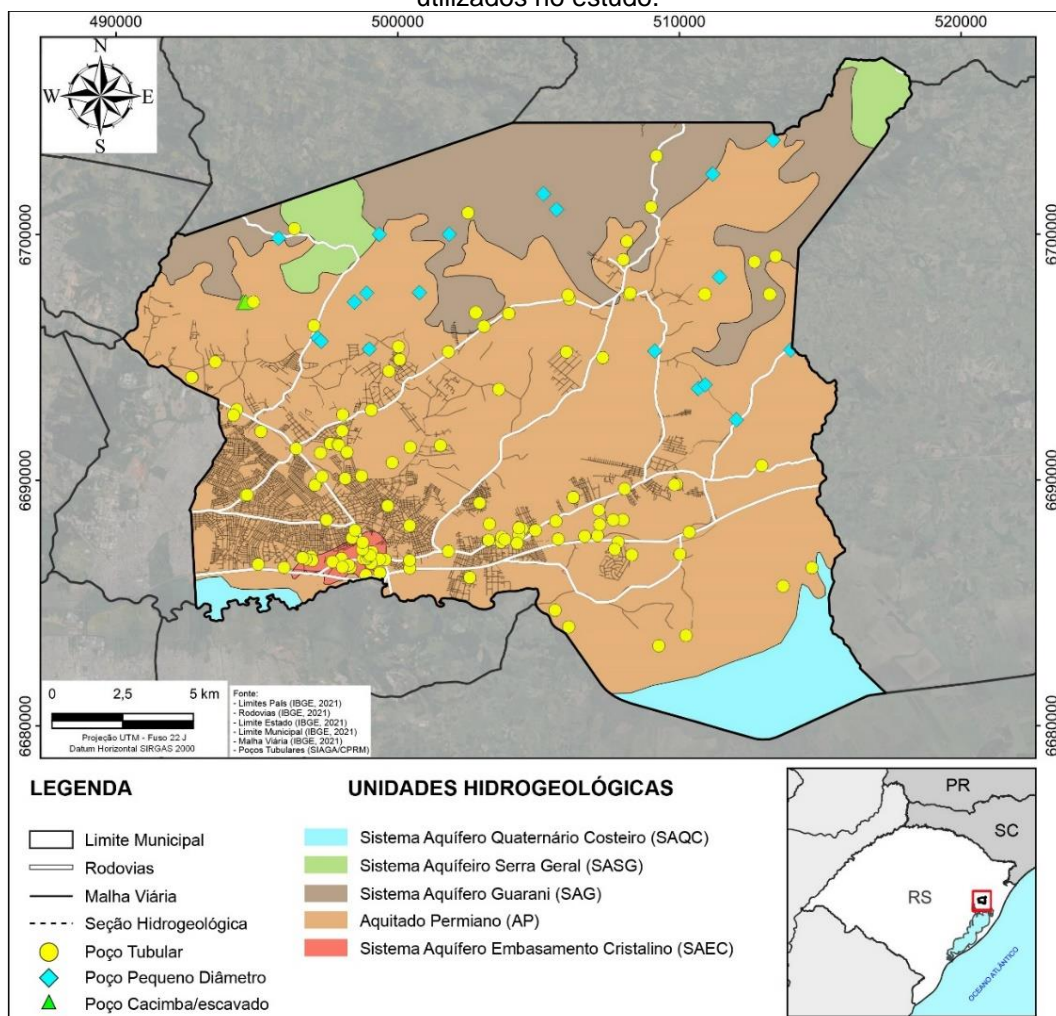 utilizados no estudo.
490000
500000
510000
520000
N
W E
S
6700000
6700000
6690000
6690000
6680000
6680000
0 2,5 5 km
Projeção UTM - Fuso 22 J
Datum Horizontal SIRGAS 2000
Fonte:
- Limites País (IBGE, 2021)
- Rodovias (IBGE, 2021)
- Limite Estado (IBGE, 2021)
- Limite Municipal (IBGE, 2021)
- Malha Viária (IBGE, 2021)
- Poços Tubulares (SIAGA/CPRM)
LEGENDA
Limite Municipal
Rodovias
Malha Viária
Seção Hidrogeológica
Poço Tubular
Poço Pequeno Diâmetro
Poço Cacimba/escavado
UNIDADES HIDROGEOLÓGICAS
Sistema Aquífero Quaternário Costeiro (SAQC)
Sistema Aquífeiro Serra Geral (SASG)
Sistema Aquífero Guarani (SAG)
Aquitado Permiano (AP)
Sistema Aquífero Embasamento Cristalino (SAEC)
PR
SC
RS
OCEANO ATLÂNTICO